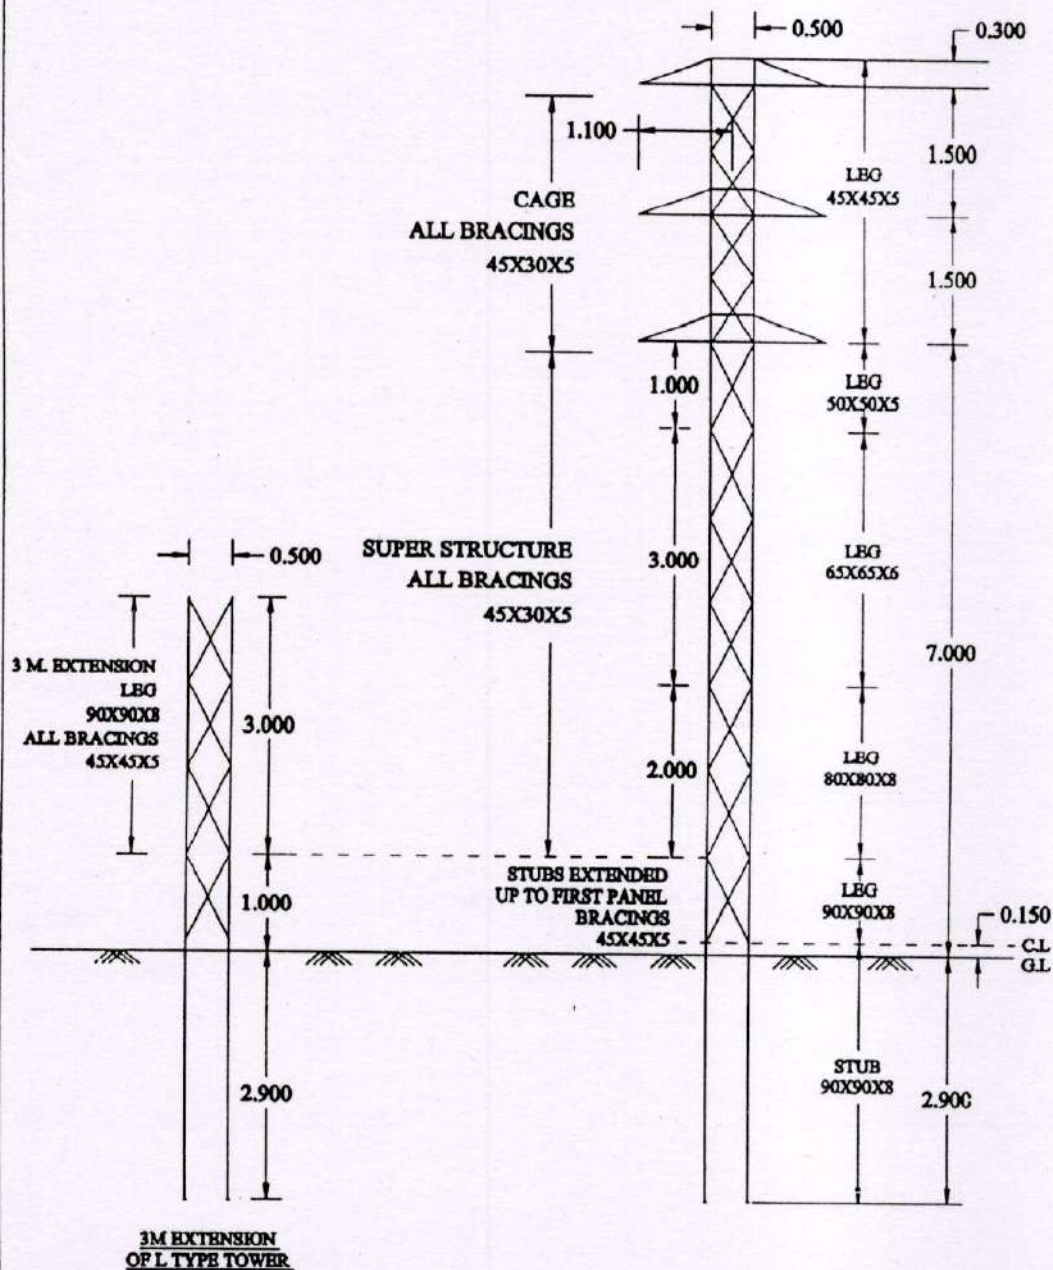 0.500
0.300
1.100
1.500
LEG
45X45X5
CAGE
ALL BRACINGS
45X30X5
1.500
1.000
LEG
50X50X5
0.500
SUPER STRUCTURE
ALL BRACINGS
45X30X5
3.000
LEG
65X65X6
7.000
3 M. EXTENSION
LEG
90X90X8
ALL BRACINGS
45X45X5
3.000
2.000
LEG
80X80X8
STUBS EXTENDED
UP TO FIRST PANEL
BRACINGS
45X45X5
1.000
LEG
90X90X8
0.150
C.L
G.L
2.900
STUB
90X90X8
2.900
3M EXTENSION
OF L TYPE TOWER